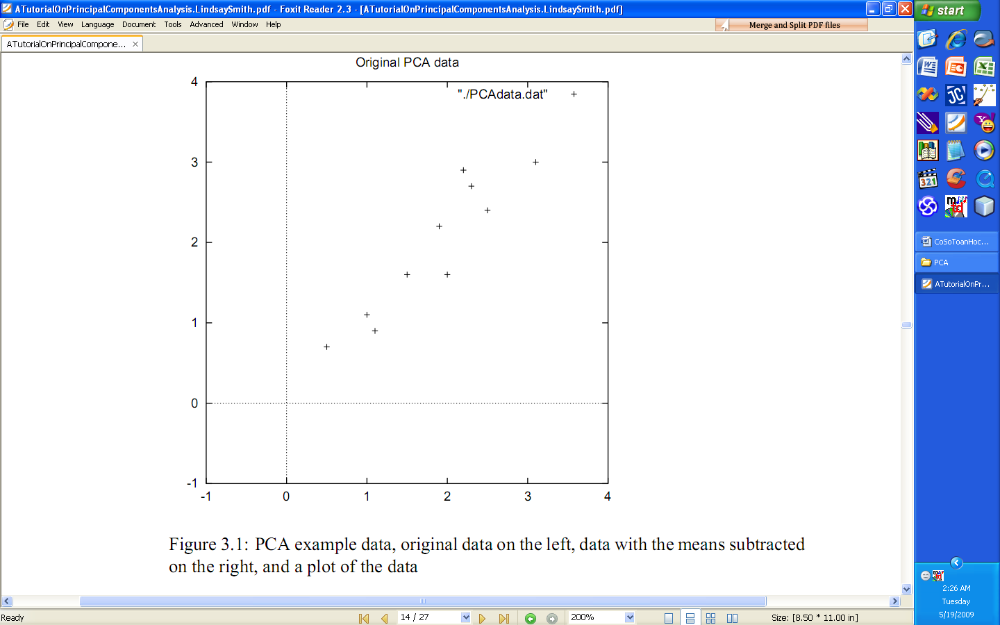 ATutorialOnPrincipalComponentsAnalysis.LindsaySmith.pdf - Foxit Reader 2.3 - [ATutorialOnPrincipalComponentsAnalysis.LindsaySmith.pdf]
File Edit View Language Document Tools Advanced Window Help
Merge and Split PDF files
ATutorialOnPrincipalCompone...
Original PCA data
"./PCAdata.dat"
4
3
2
1
0
-1
-1 0 1 2 3 4
Figure 3.1: PCA example data, original data on the left, data with the means subtracted
on the right, and a plot of the data
Ready
14 / 27
200%
Size: [8.50 * 11.00 in]
start
CoSoToanHoc...
PCA
ATutorialOnPr...
2:26 AM
Tuesday
5/19/2009